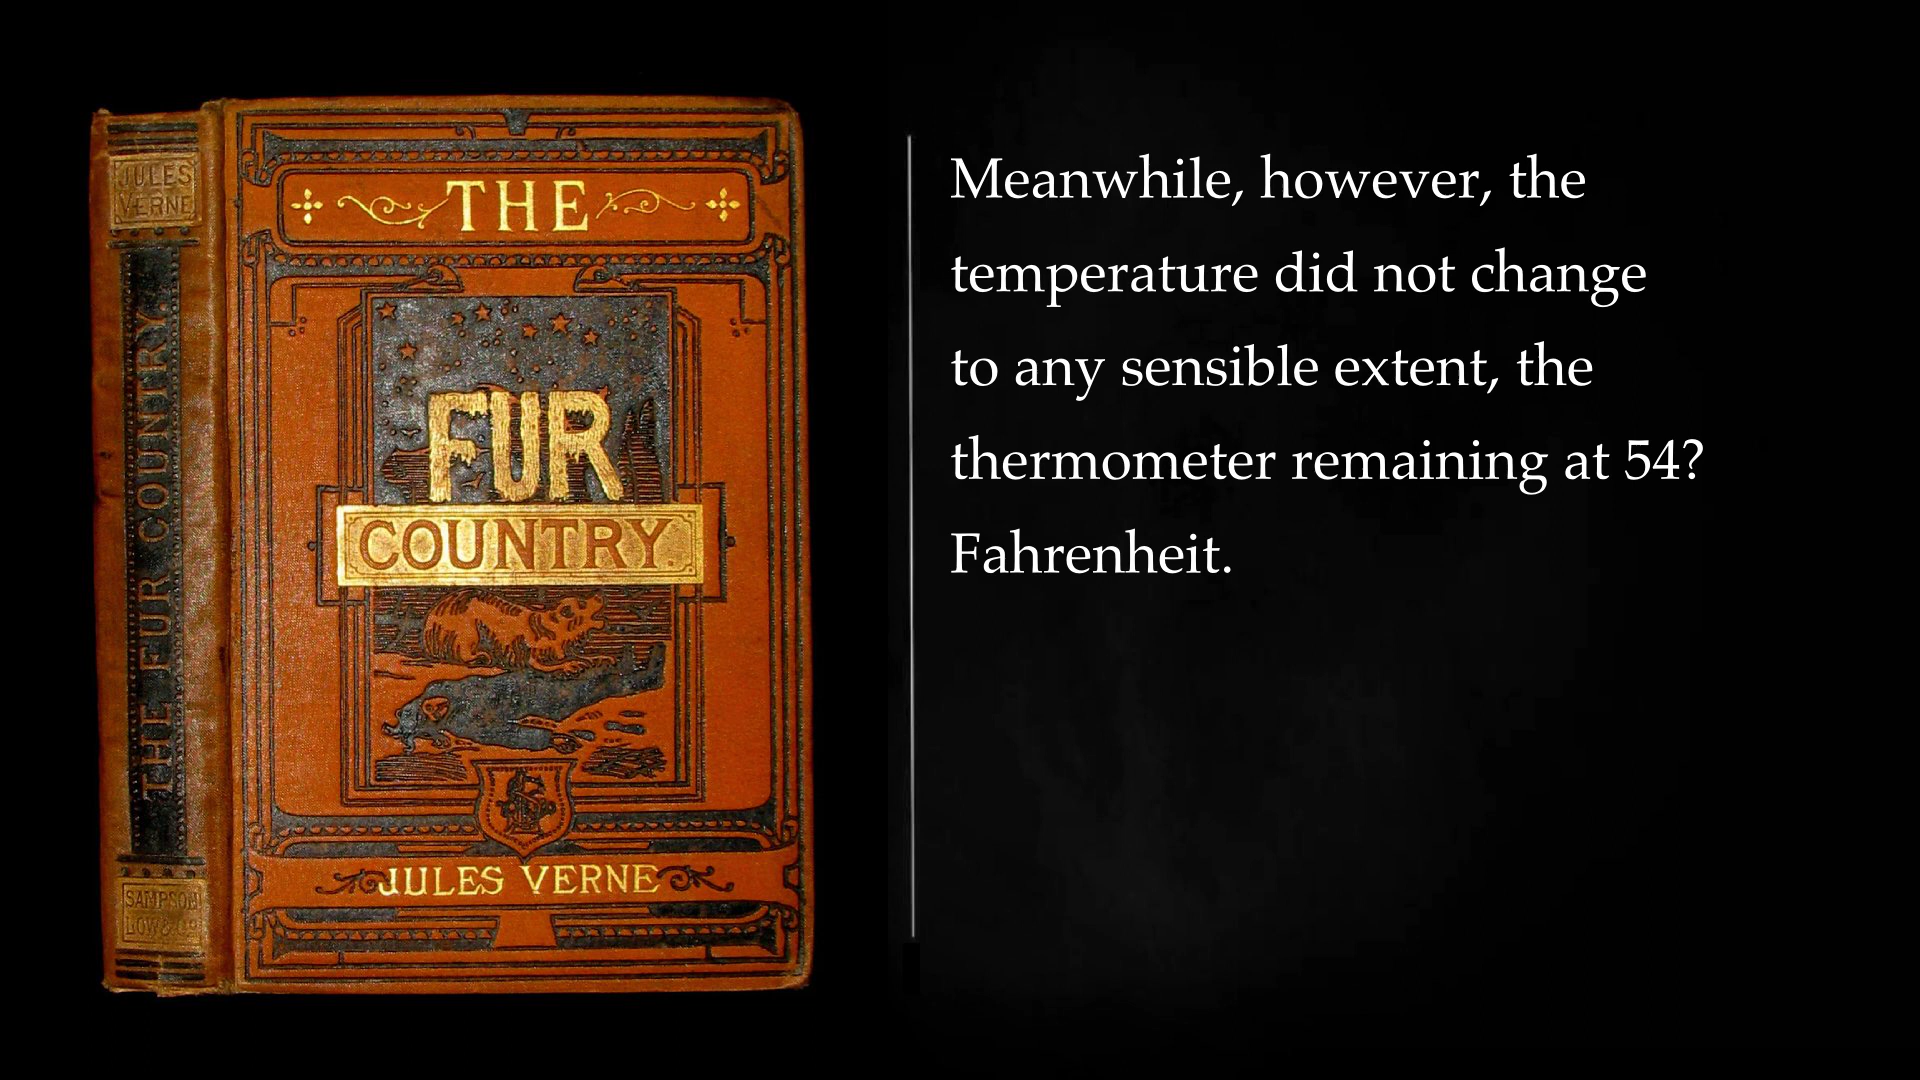 JULES
VERNE
THE FUR COUNTRY.
SAMPSON
LOW & Co
THE
FUR
COUNTRY.
JULES VERNE
Meanwhile, however, the
temperature did not change
to any sensible extent, the
thermometer remaining at 54?
Fahrenheit.